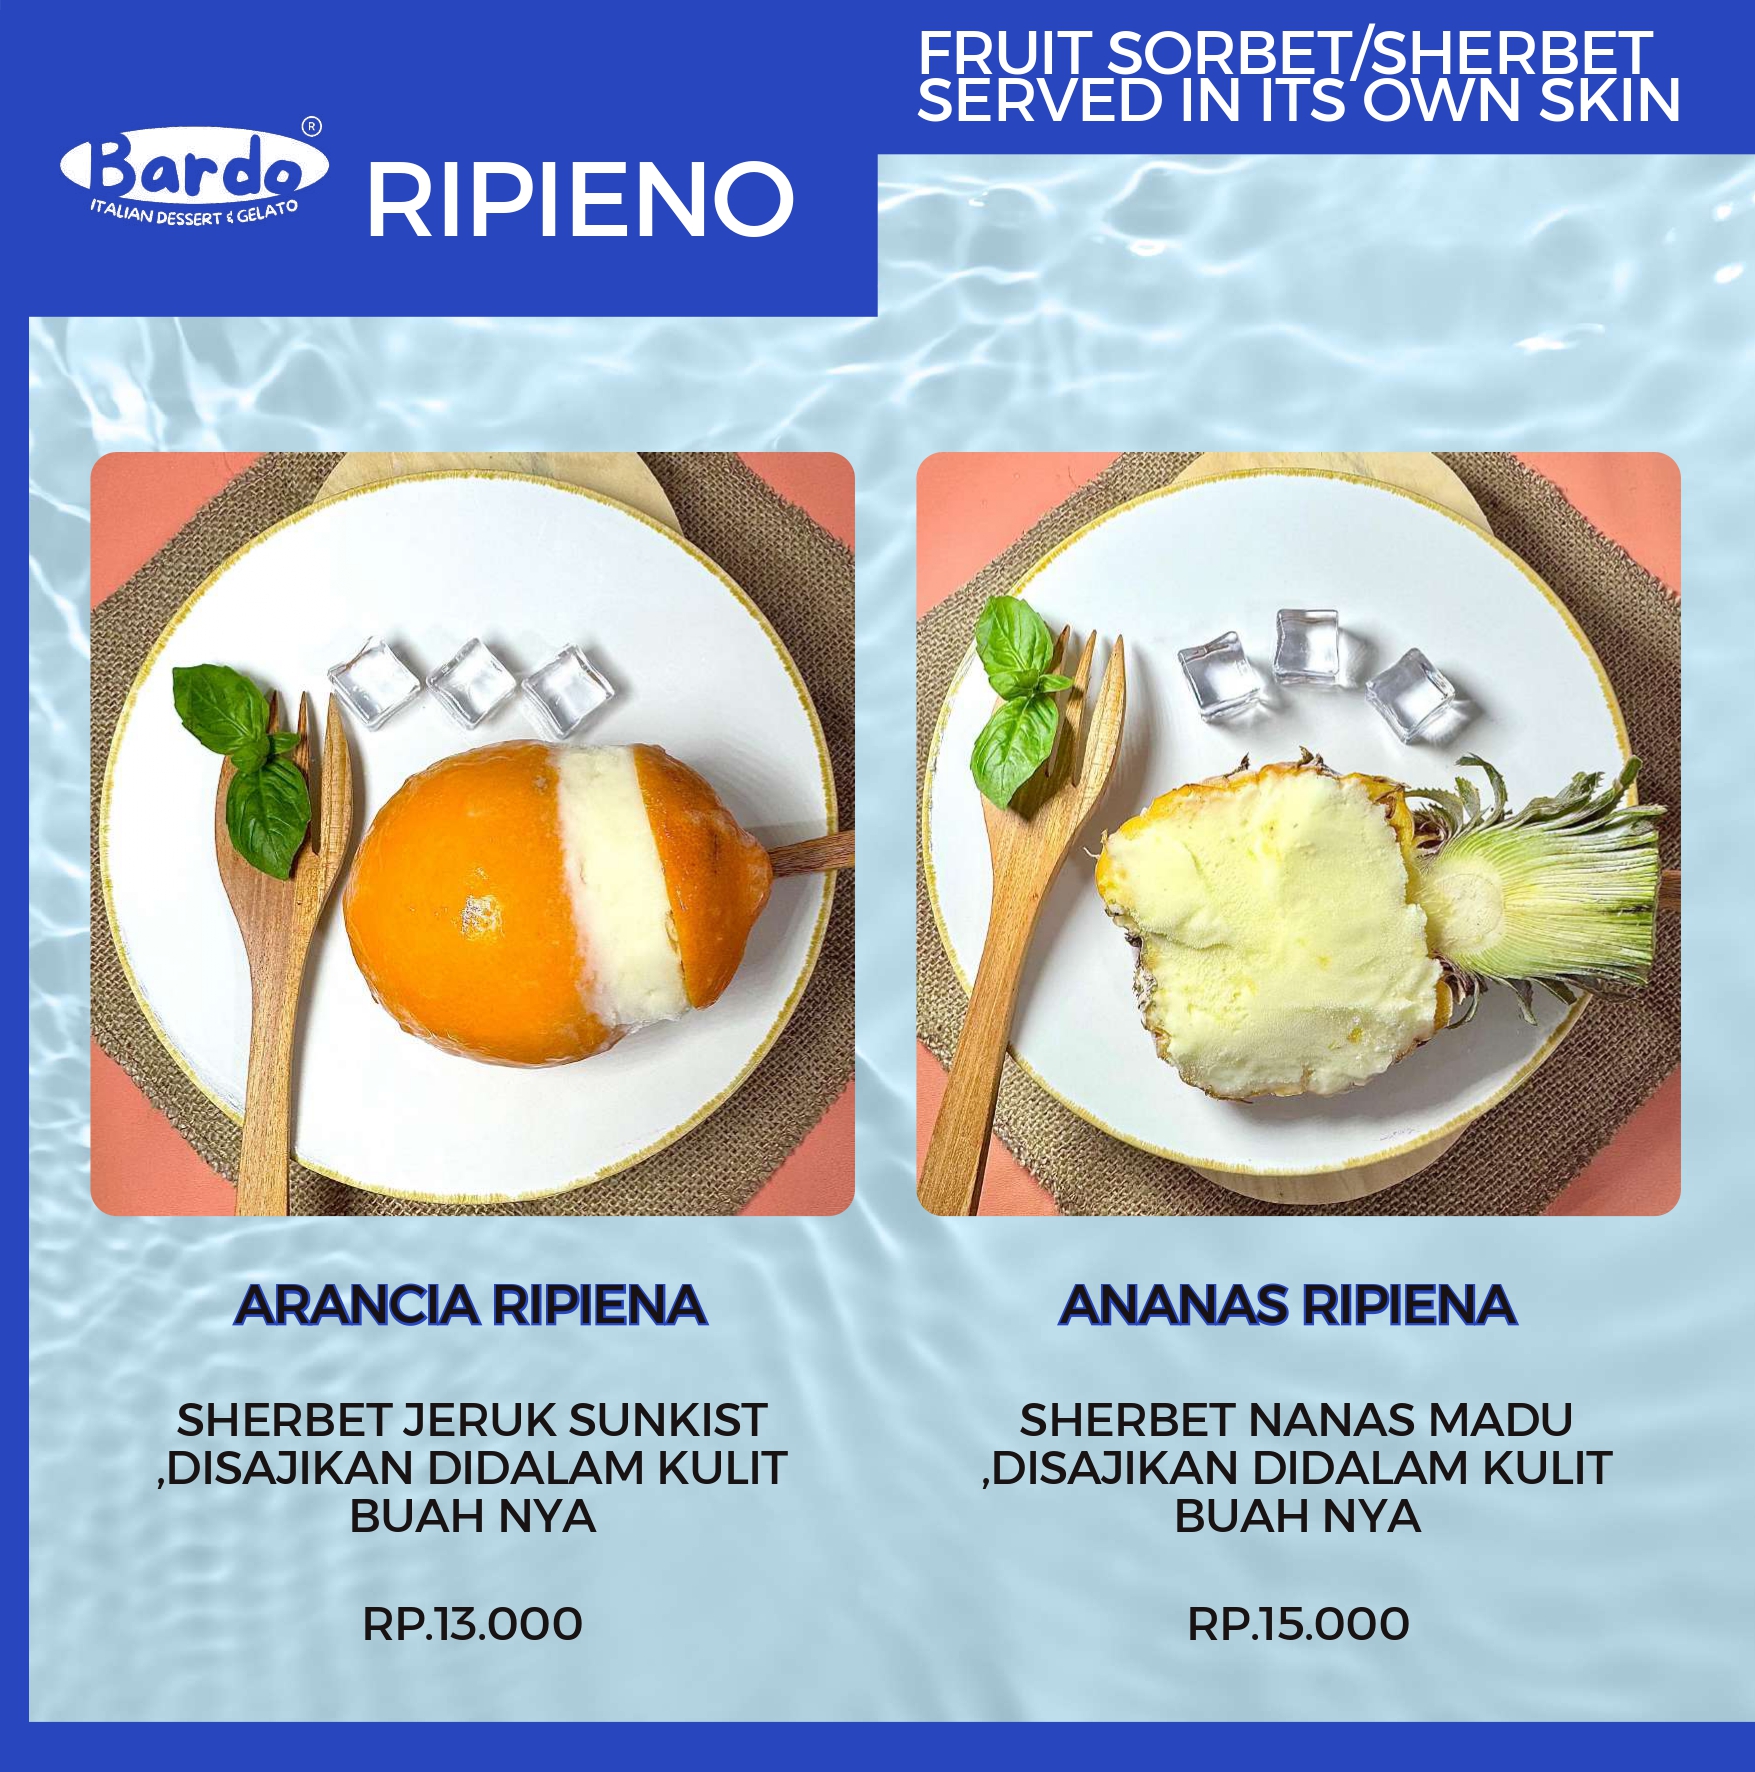 Bardo ®
ITALIAN DESSERT & GELATO
RIPIENO
FRUIT SORBET/SHERBET
SERVED IN ITS OWN SKIN
ARANCIA RIPIENA
SHERBET JERUK SUNKIST
,DISAJIKAN DIDALAM KULIT
BUAH NYA
RP.13.000
ANANAS RIPIENA
SHERBET NANAS MADU
,DISAJIKAN DIDALAM KULIT
BUAH NYA
RP.15.000